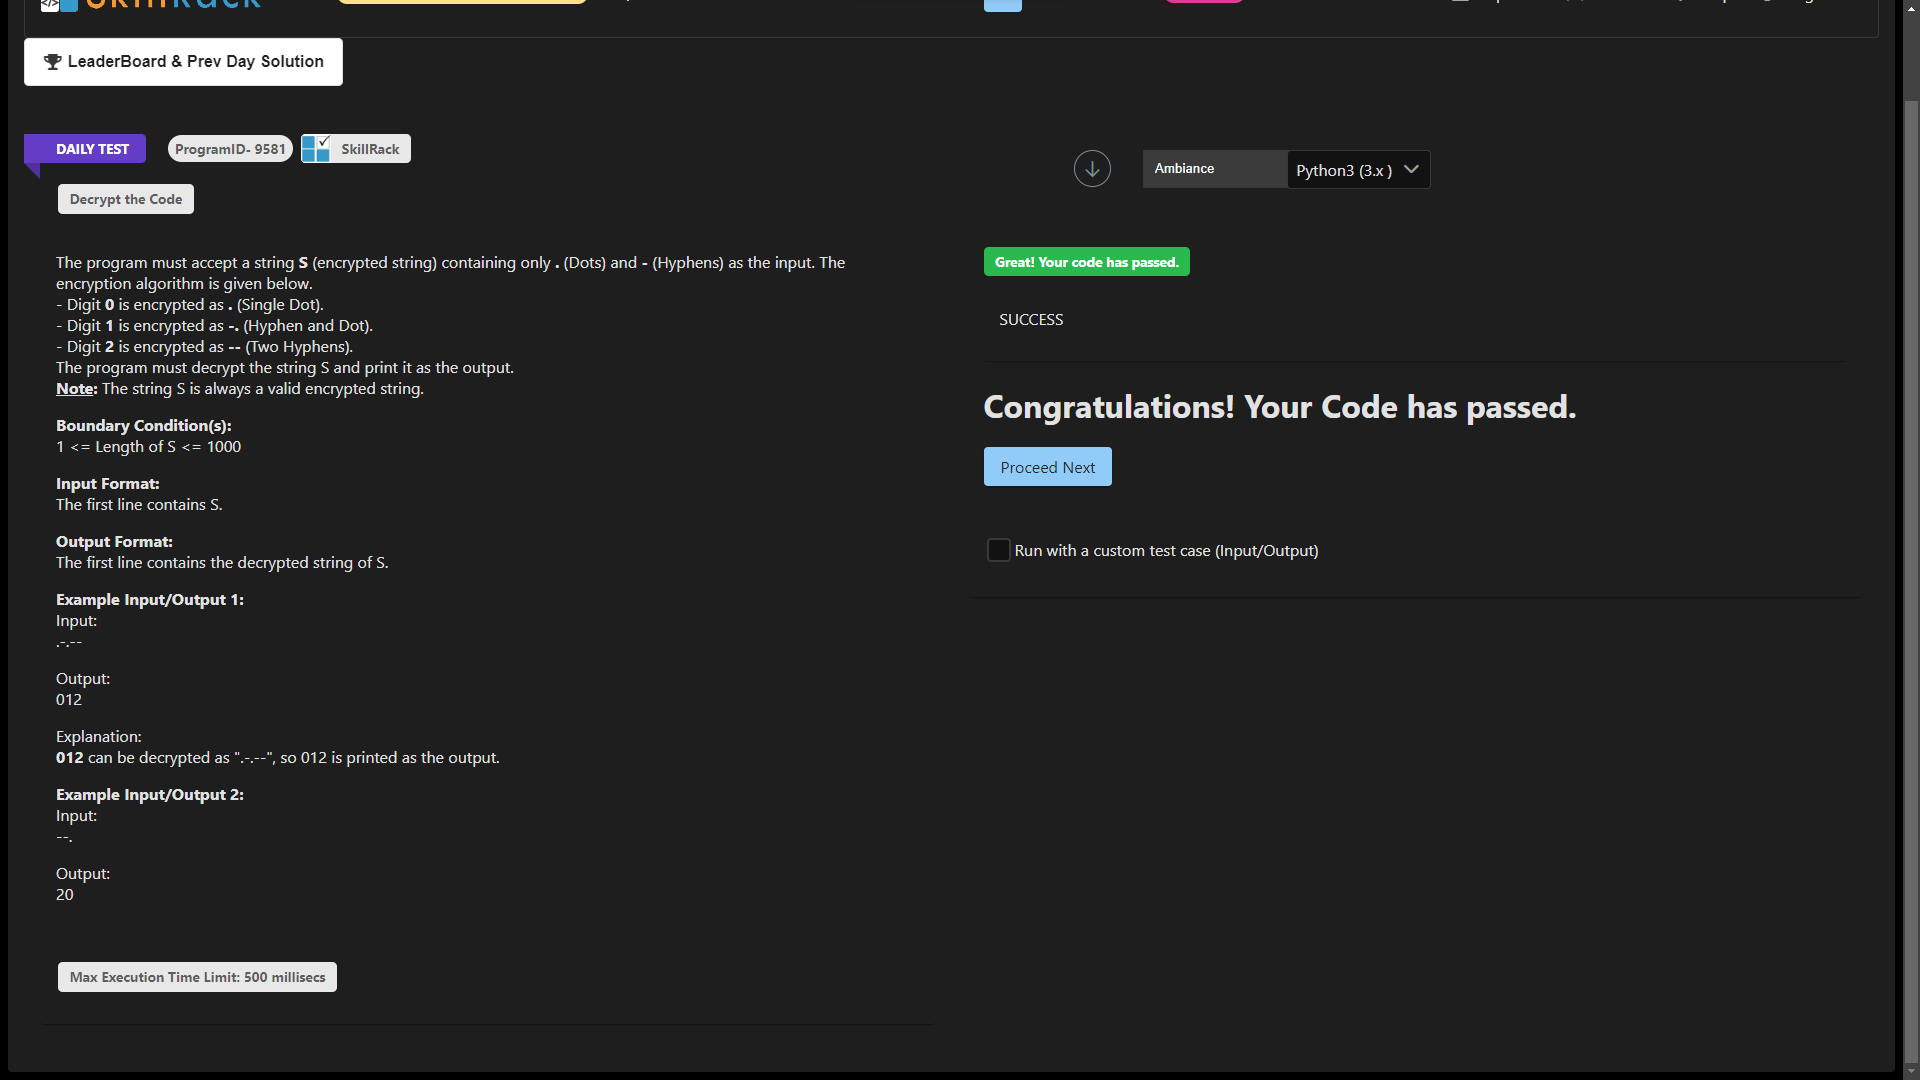 LeaderBoard & Prev Day Solution
DAILY TEST
ProgramID- 9581
SkillRack
Ambiance
Python3 (3.x )
Decrypt the Code
The program must accept a string S (encrypted string) containing only . (Dots) and - (Hyphens) as the input. The
encryption algorithm is given below.
- Digit 0 is encrypted as . (Single Dot).
- Digit 1 is encrypted as -. (Hyphen and Dot).
- Digit 2 is encrypted as -- (Two Hyphens).
The program must decrypt the string S and print it as the output.
Note: The string S is always a valid encrypted string.
Boundary Condition(s):
1 <= Length of S <= 1000
Input Format:
The first line contains S.
Output Format:
The first line contains the decrypted string of S.
Example Input/Output 1:
Input:
.-.--
Output:
012
Explanation:
012 can be decrypted as ".-.--", so 012 is printed as the output.
Example Input/Output 2:
Input:
--.
Output:
20
Max Execution Time Limit: 500 millisecs
Great! Your code has passed.
SUCCESS
Congratulations! Your Code has passed.
Proceed Next
Run with a custom test case (Input/Output)